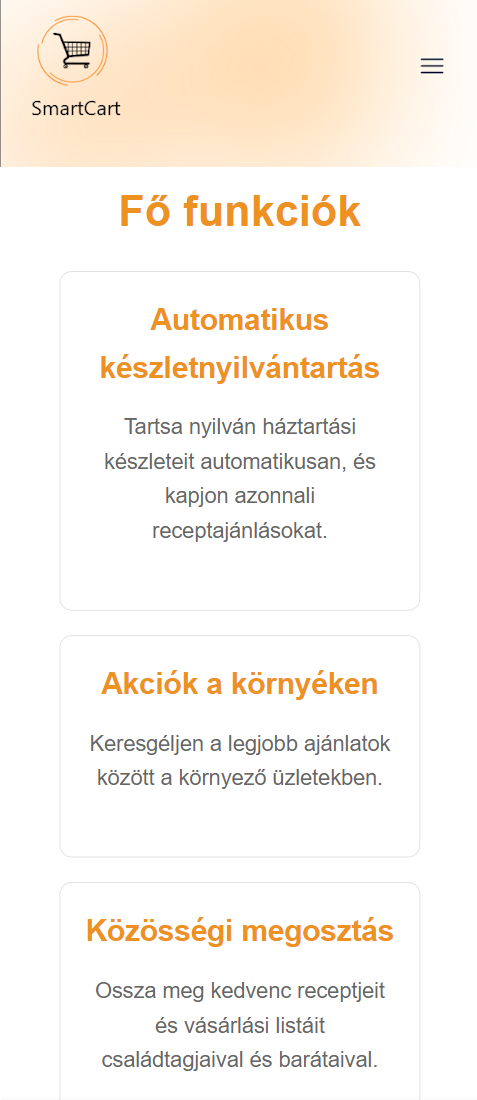 SmartCart
Fő funkciók
Automatikus
készletnyilvántartás
Tartsa nyilván háztartási
készleteit automatikusan, és
kapjon azonnali
receptajánlásokat.
Akciók a környéken
Keresgéljen a legjobb ajánlatok
között a környező üzletekben.
Közösségi megosztás
Ossza meg kedvenc receptjeit
és vásárlási listáit
családtagjaival és barátaival.